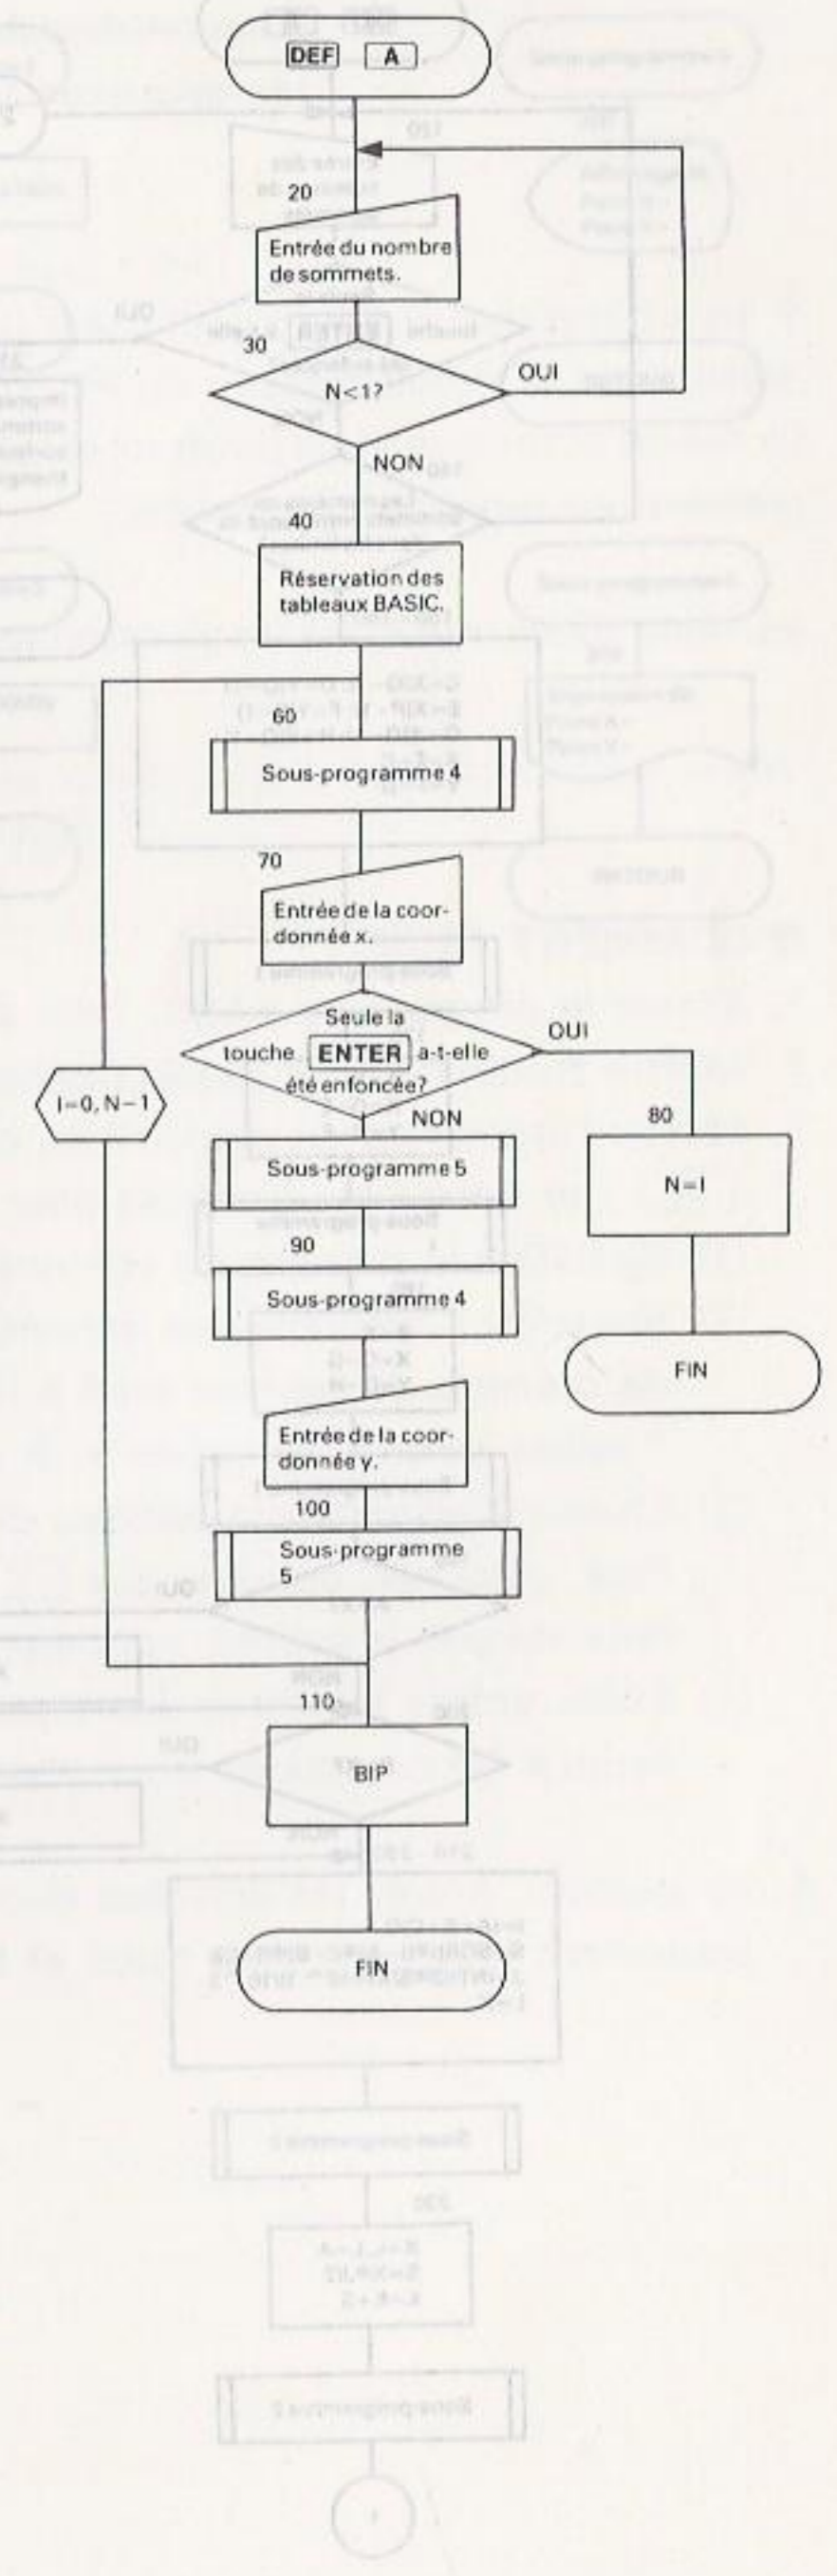 DEF A
20
Entrée du nombre
de sommets.
30
N<1?
OUI
NON
40
Réservation des
tableaux BASIC.
60
Sous-programme 4
70
Entrée de la coor-
donnée x.
Seule la
touche ENTER a-t-elle
été enfoncée?
OUI
NON
I=0, N-1
80
N=I
Sous-programme 5
90
Sous-programme 4
FIN
Entrée de la coor-
donnée y.
100
Sous-programme
5
110
BIP
FIN